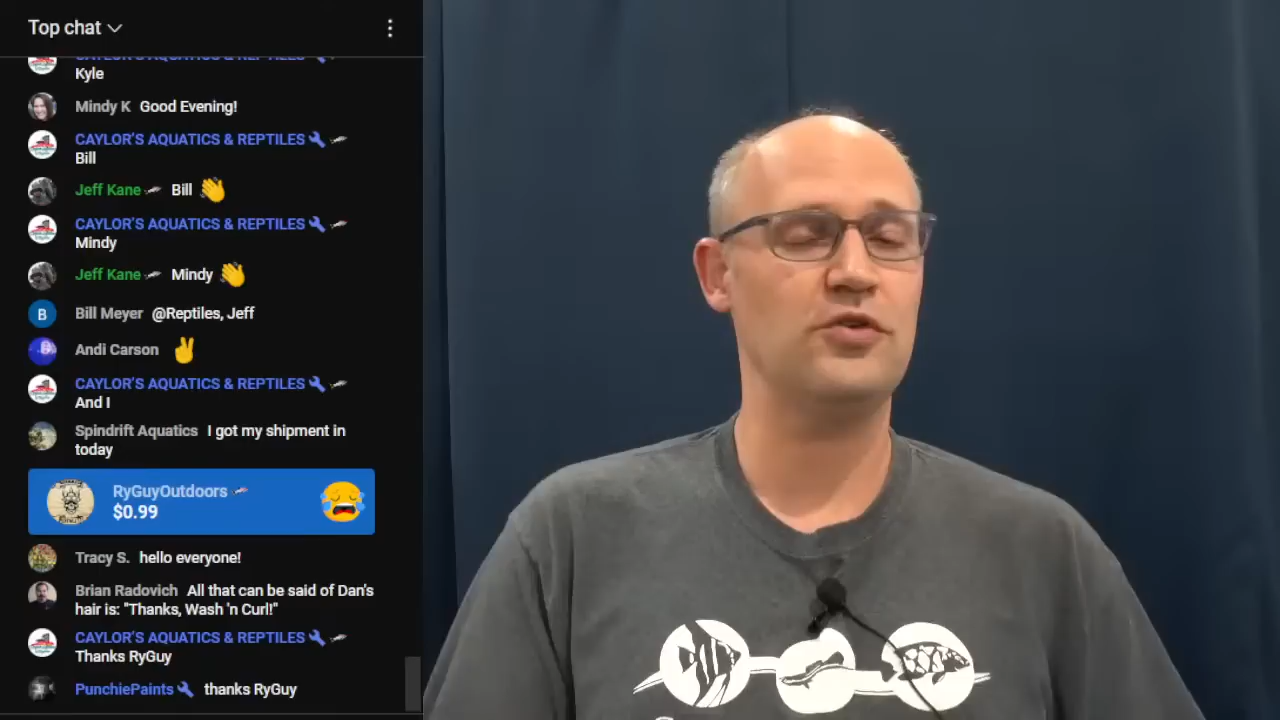 Top chat
CAYLOR'S AQUATICS & REPTILES
Kyle
Mindy K Good Evening!
CAYLOR'S AQUATICS & REPTILES
Bill
Jeff Kane Bill
CAYLOR'S AQUATICS & REPTILES
Mindy
Jeff Kane Mindy
B
Bill Meyer @Reptiles, Jeff
Andi Carson
CAYLOR'S AQUATICS & REPTILES
And I
Spindrift Aquatics I got my shipment in
today
RyGuyOutdoors
$0.99
Tracy S. hello everyone!
Brian Radovich All that can be said of Dan's
hair is: "Thanks, Wash 'n Curl!"
CAYLOR'S AQUATICS & REPTILES
Thanks RyGuy
PunchiePaints thanks RyGuy